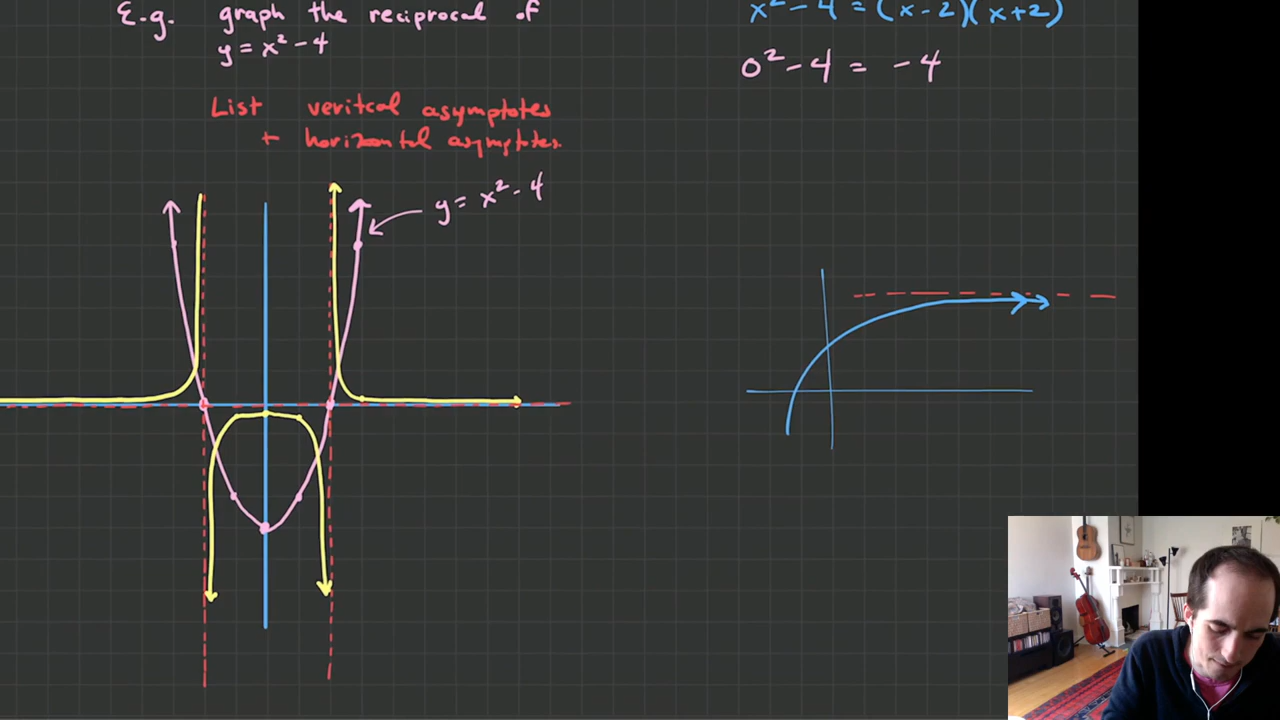 E.g. graph the reciprocal of
y = x² - 4
List veritcal asymptotes
+ horizontal asymptotes.
y = x² - 4
x² - 4 = (x - 2)(x + 2)
0² - 4 = - 4